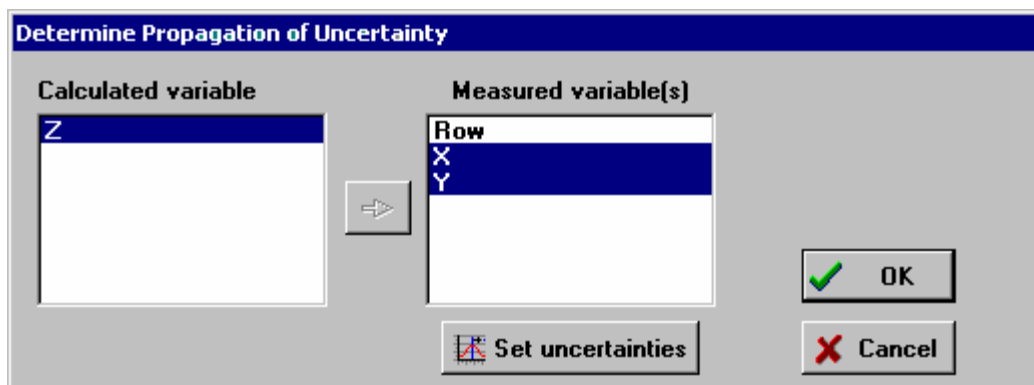 Determine Propagation of Uncertainty
Calculated variable
Measured variable(s)
Z
Row
X
Y
OK
Set uncertainties
Cancel